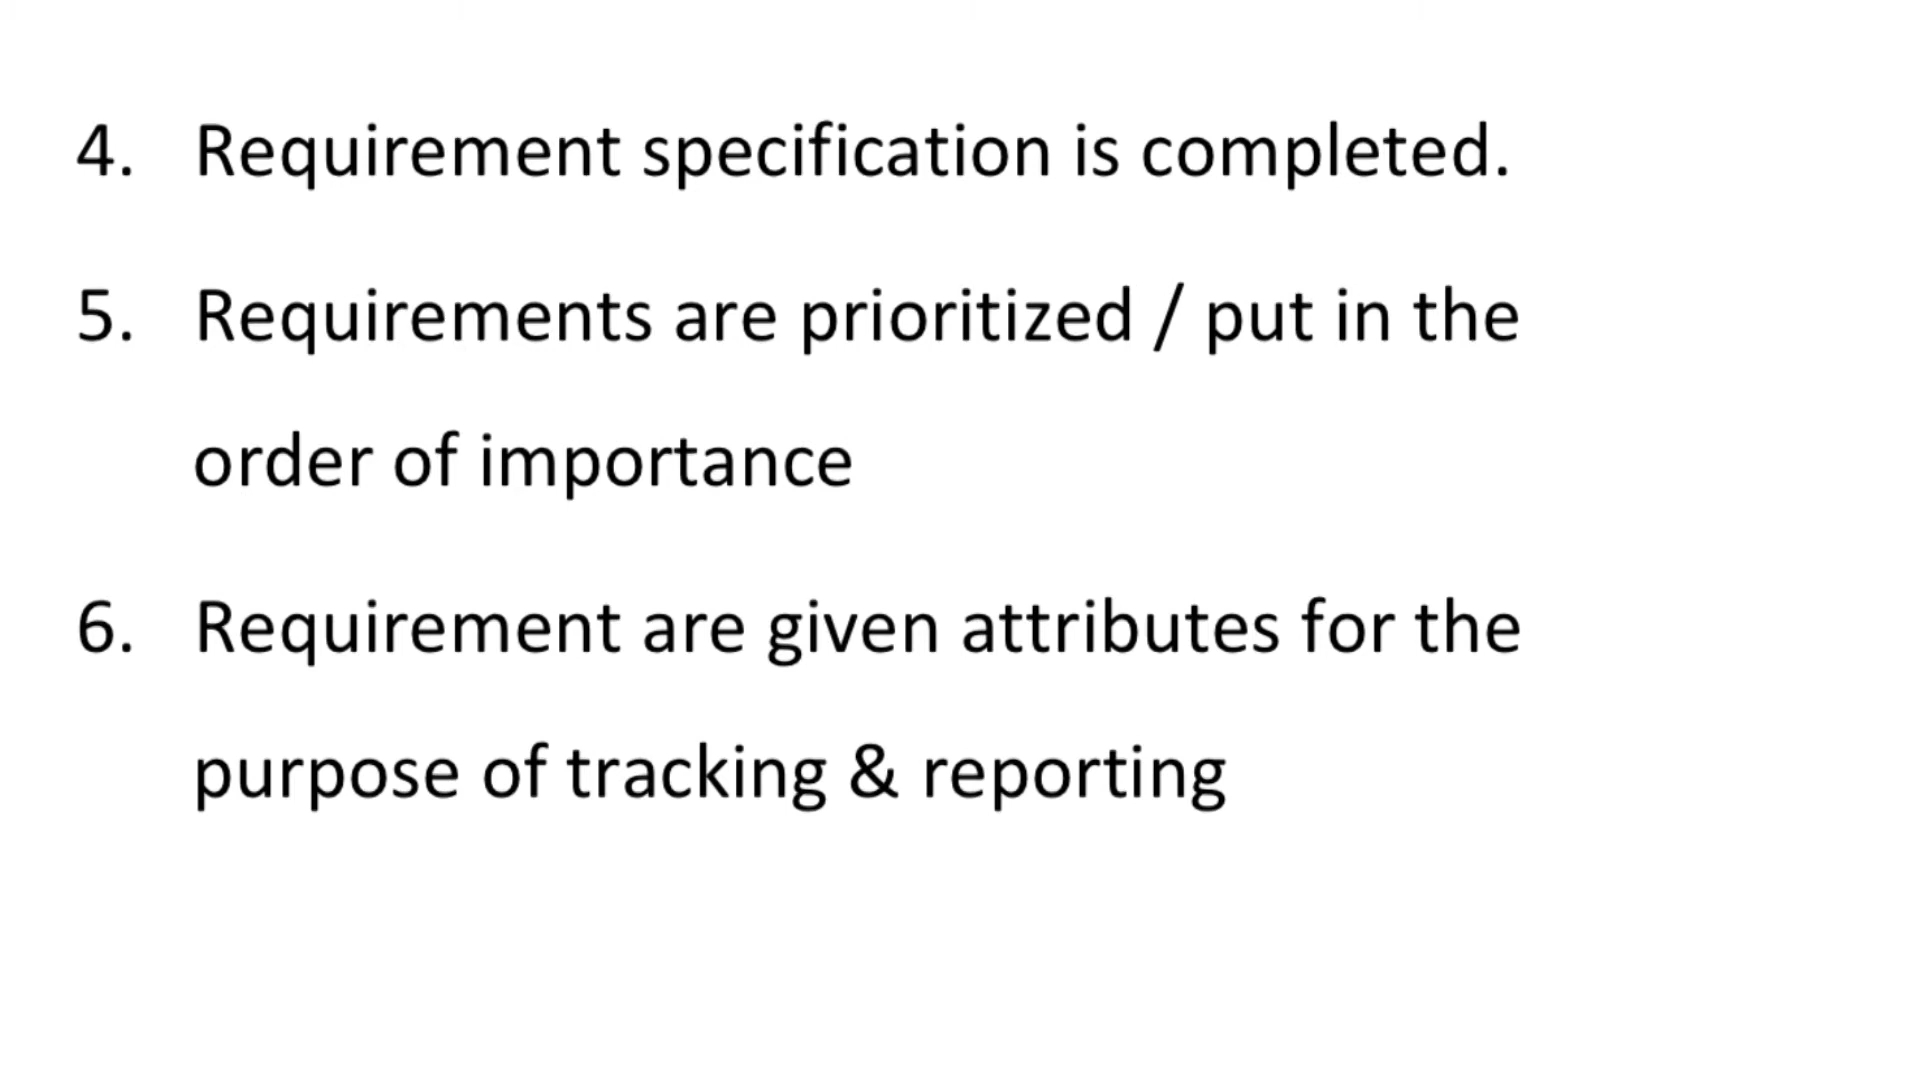 4. Requirement specification is completed.
5. Requirements are prioritized / put in the
order of importance
6. Requirement are given attributes for the
purpose of tracking & reporting